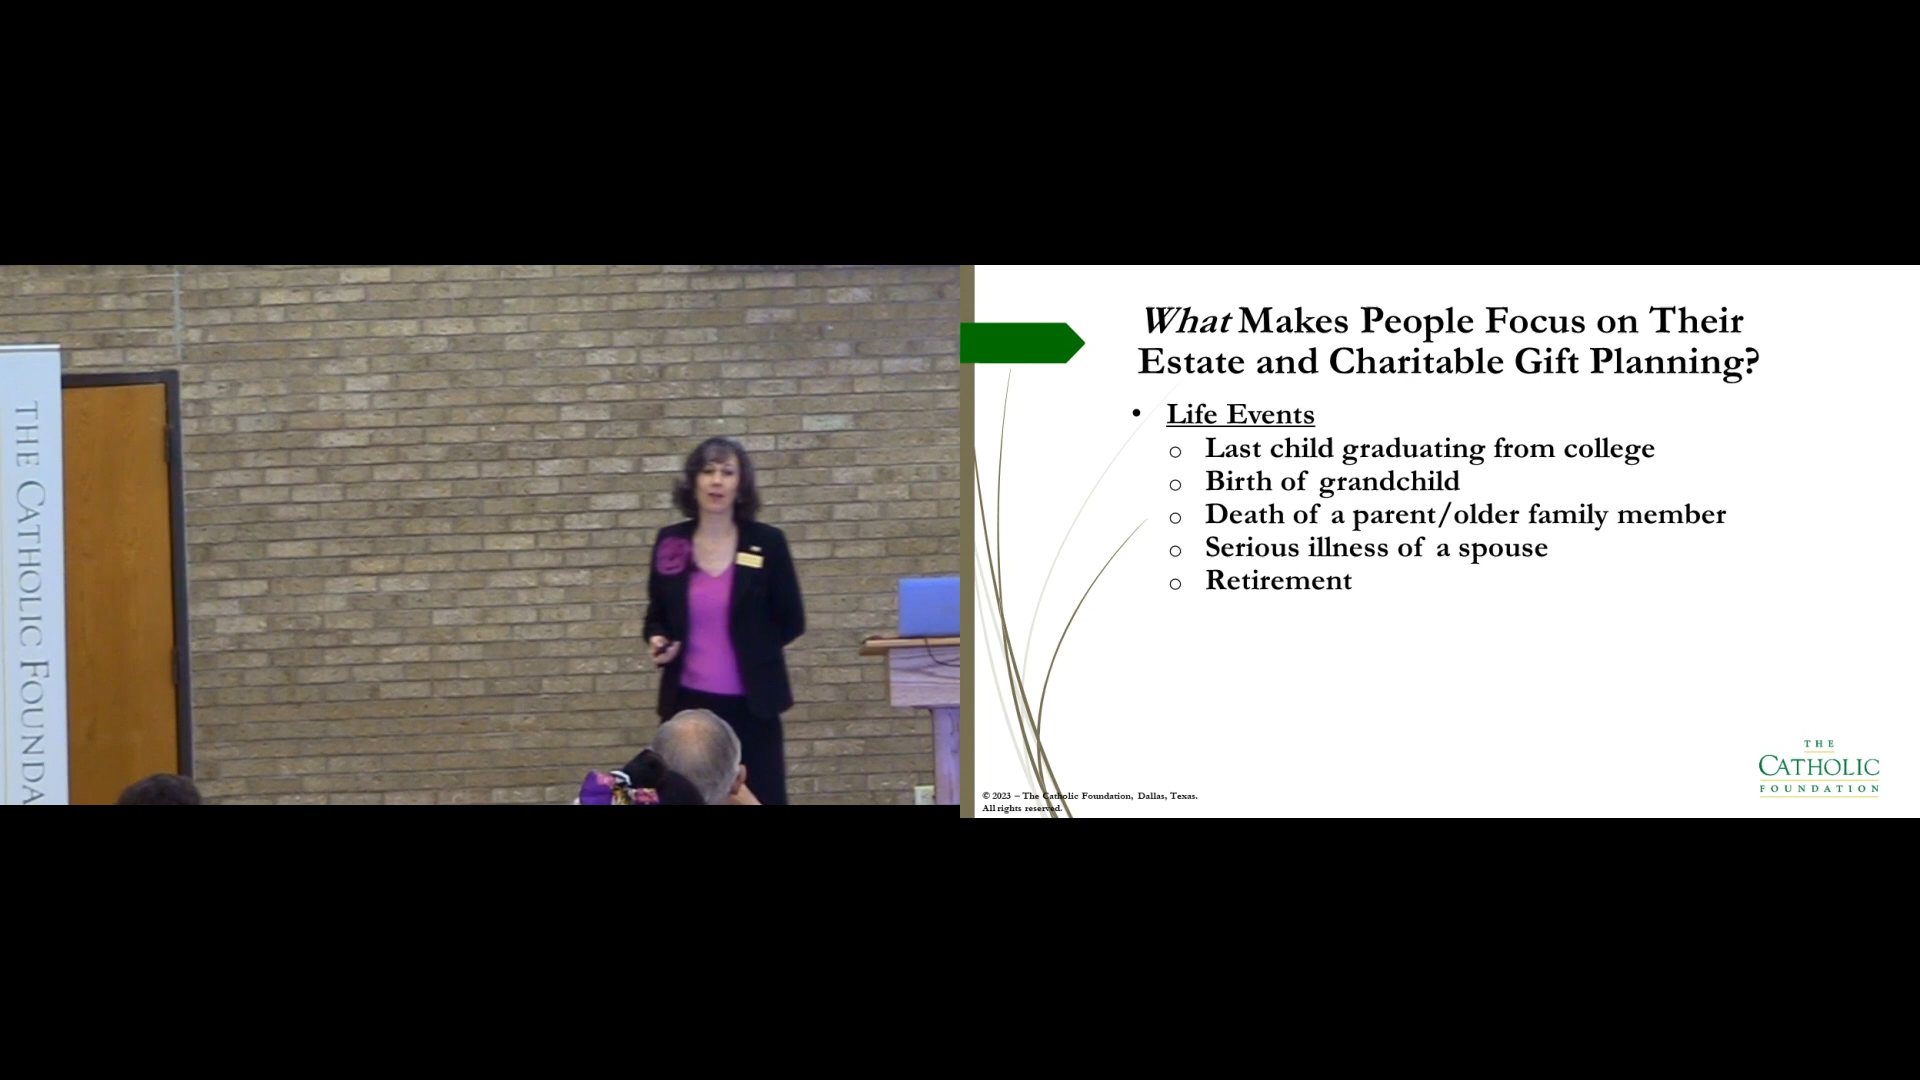 THE CATHOLIC FOUNDA
What Makes People Focus on Their
Estate and Charitable Gift Planning?
• Life Events
o Last child graduating from college
o Birth of grandchild
o Death of a parent/older family member
o Serious illness of a spouse
o Retirement
THE
CATHOLIC
FOUNDATION
© 2023 – The Catholic Foundation, Dallas, Texas.
All rights reserved.